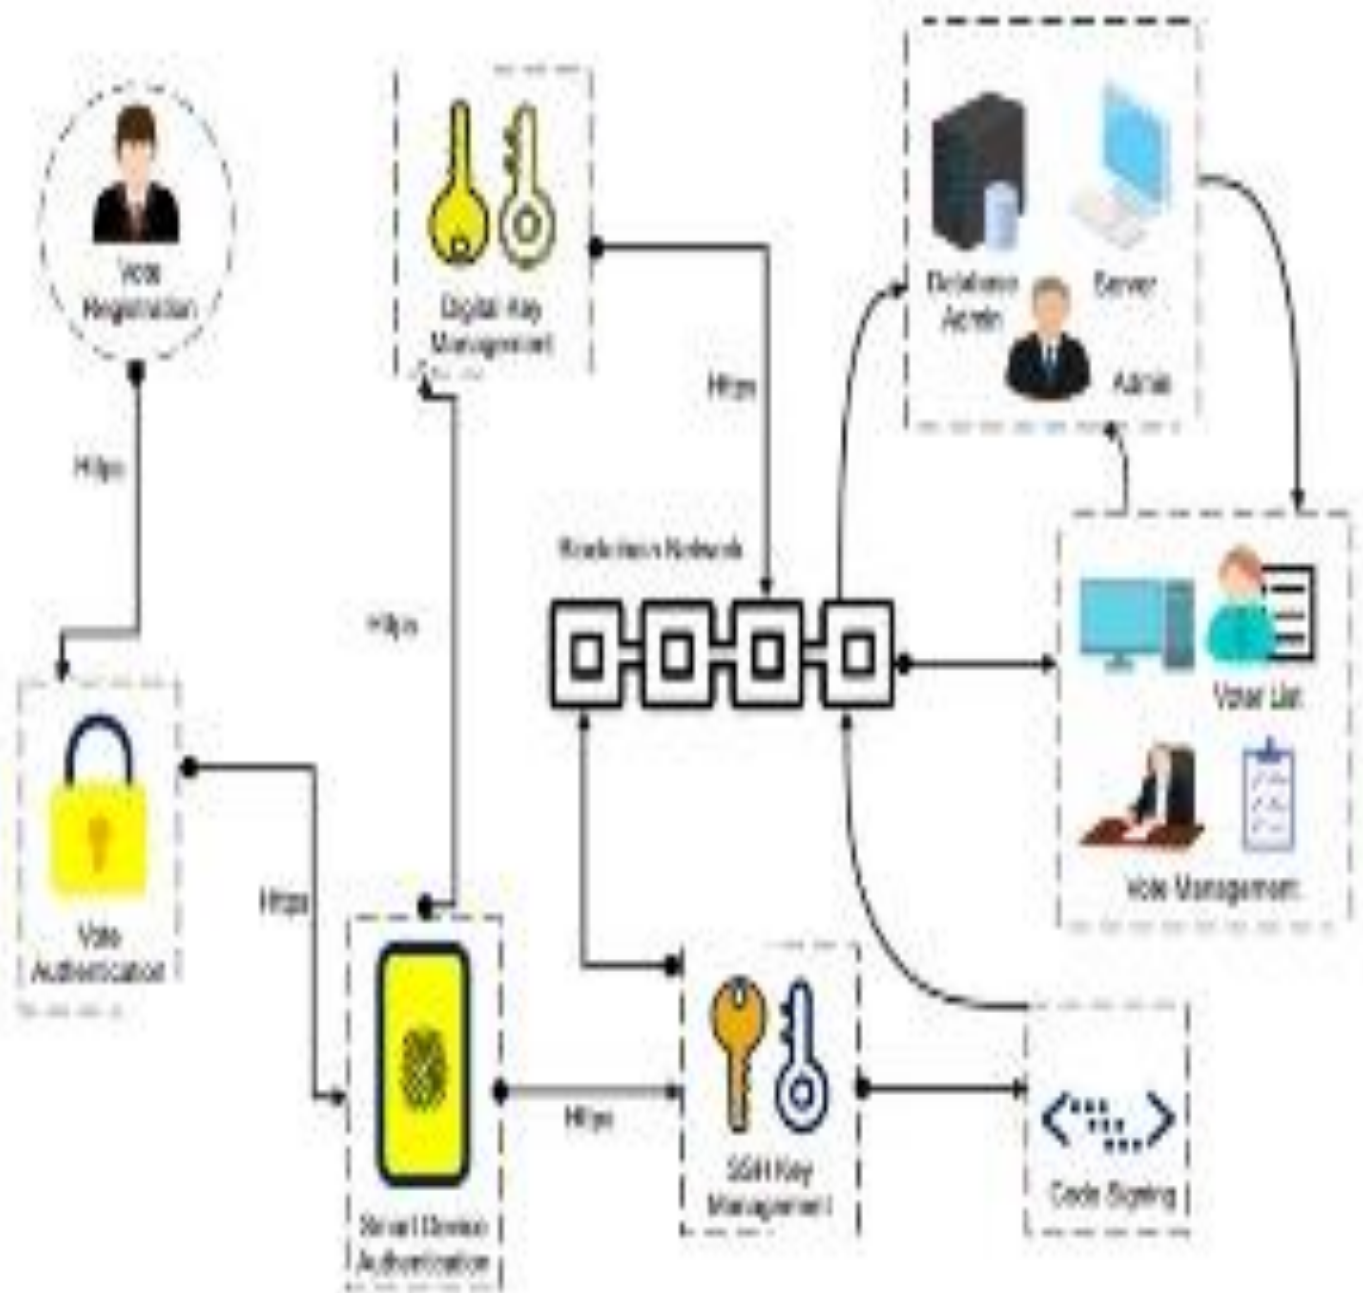 Vote
Registration
Https
Digital Key
Management
Https
Database
Admin
Server
Admin
Https
Blockchain Network
Voter List
Vote Management
Vote
Authentication
Https
Smart Device
Authentication
Https
SSH Key
Management
Code Signing